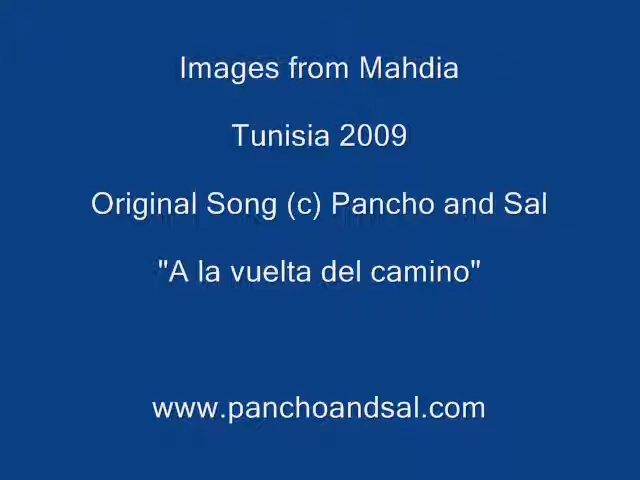 Images from Mahdia
Tunisia 2009
Original Song (c) Pancho and Sal
"A la vuelta del camino"
www.panchoandsal.com